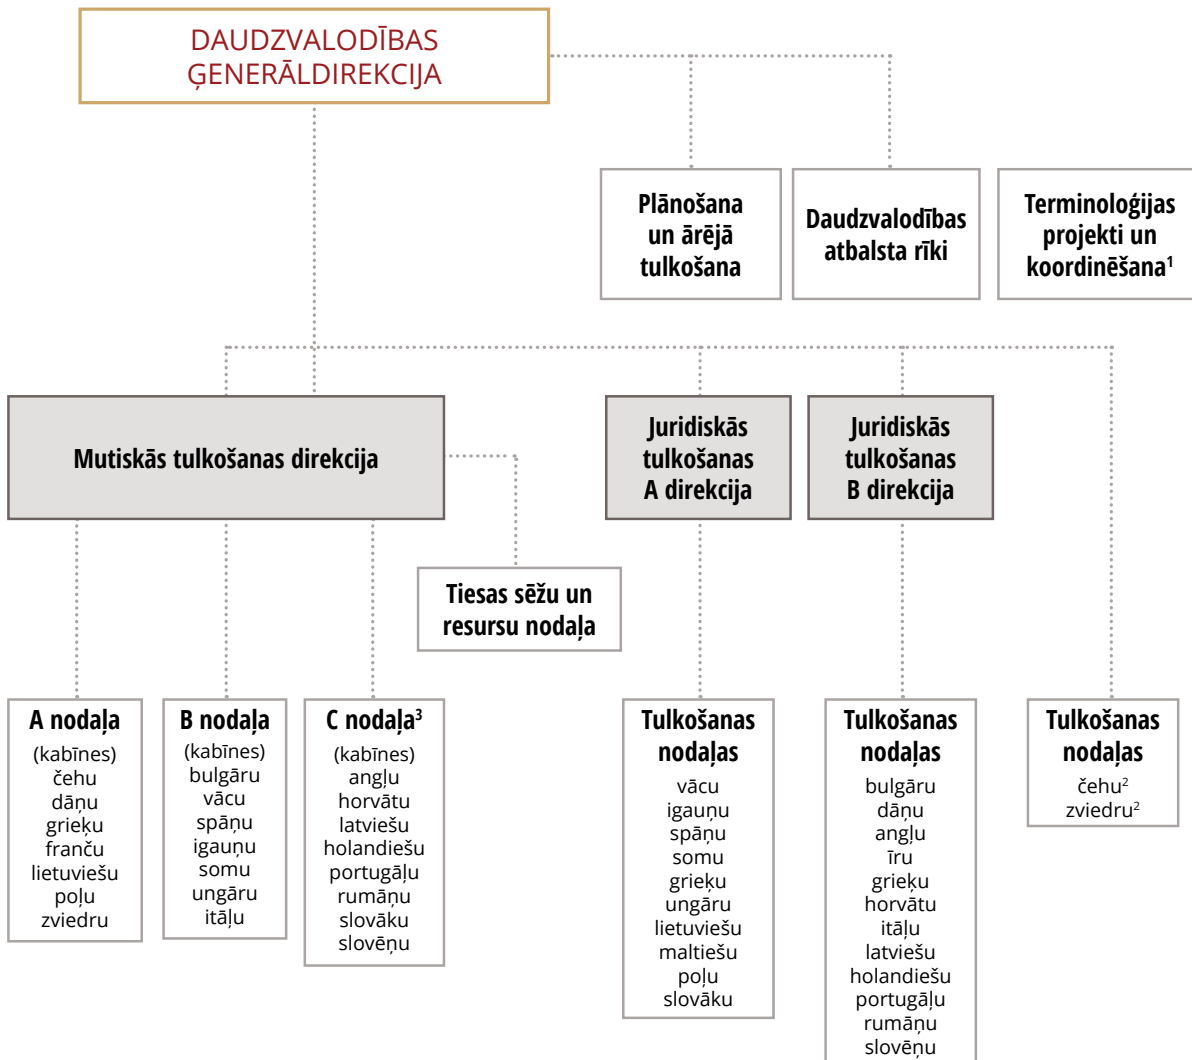 DAUDZVALODĪBAS
ĢENERĀLDIREKCIJA
Plānošana
un ārējā
tulkošana
Daudzvalodības
atbalsta rīki
Terminoloģijas
projekti un
koordinēšana¹
Mutiskās tulkošanas direkcija
Juridiskās
tulkošanas
A direkcija
Juridiskās
tulkošanas
B direkcija
Tiesas sēžu un
resursu nodaļa
A nodaļa
(kabīnes)
čehu
dāņu
grieķu
franču
lietuviešu
poļu
zviedru
B nodaļa
(kabīnes)
bulgāru
vācu
spāņu
igauņu
somu
ungāru
itāļu
C nodaļa³
(kabīnes)
angļu
horvātu
latviešu
holandiešu
portugāļu
rumāņu
slovāku
slovēņu
Tulkošanas
nodaļas
vācu
igauņu
spāņu
somu
grieķu
ungāru
lietuviešu
maltiešu
poļu
slovāku
Tulkošanas
nodaļas
bulgāru
dāņu
angļu
īru
grieķu
horvātu
itāļu
latviešu
holandiešu
portugāļu
rumāņu
slovēņu
Tulkošanas
nodaļas
čehu²
zviedru²